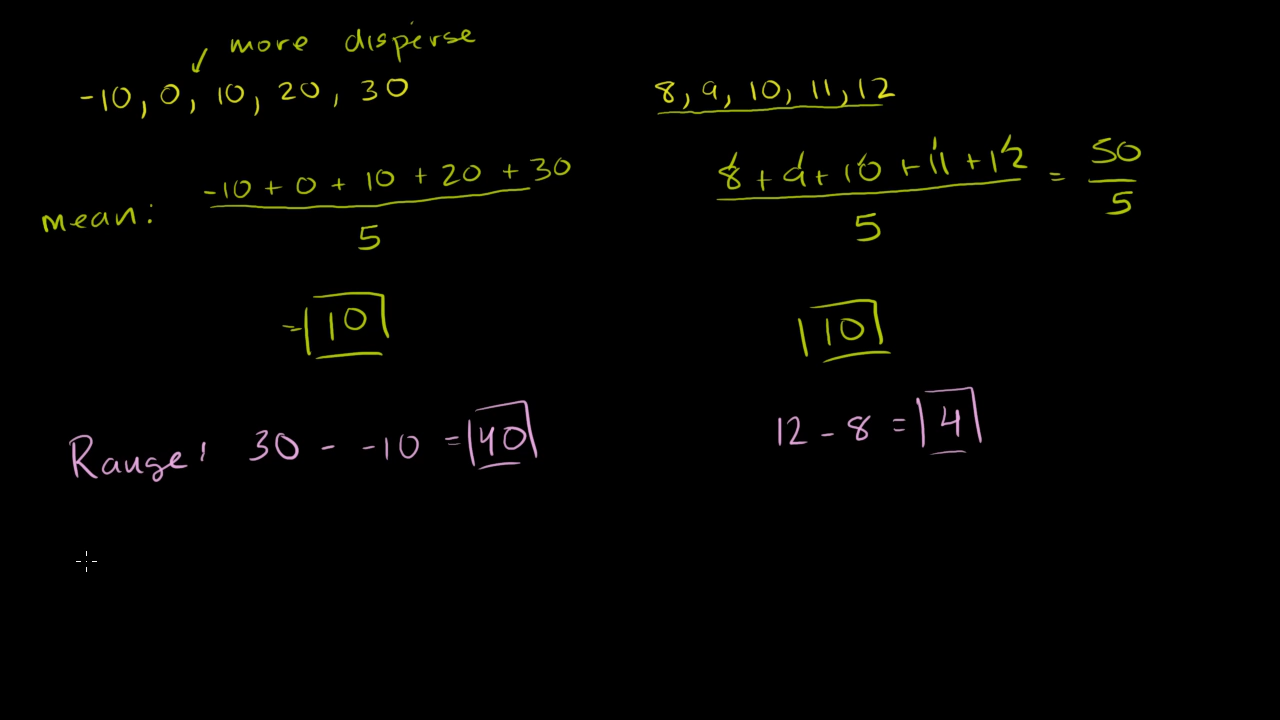 more disperse
-10, 0, 10, 20, 30
8, 9, 10, 11, 12
mean: -10 + 0 + 10 + 20 + 30
5
8 + 9 + 10 + 11 + 12 = 50
5 5
= 10
10
Range: 30 - -10 = 40
12 - 8 = 4